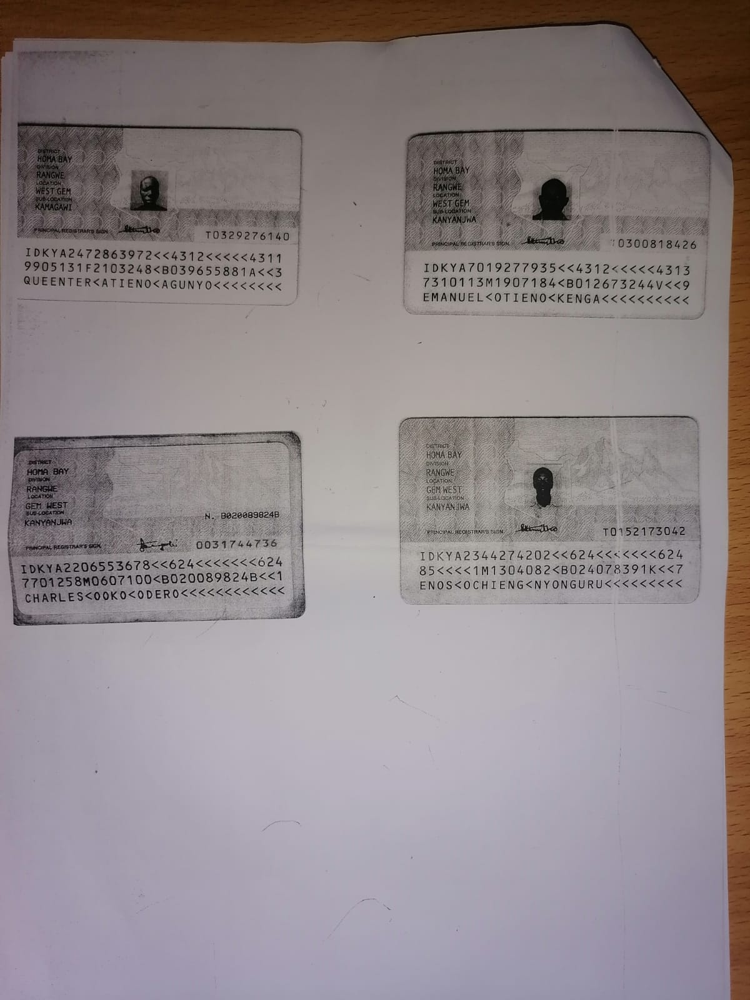 DISTRICT
HOMA BAY
DIVISION
RANGWE
LOCATION
WEST GEM
SUB-LOCATION
KAMAGAWI
PRINCIPAL REGISTRAR'S SIGN.
T0329276140
IDKYA2472863972<<4312<<<<<4311
9905131F2103248<B039655881A<<3
QUEENTER<ATIENO<AGUNYO<<<<<<<<
DISTRICT
HOMA BAY
DIVISION
RANGWE
LOCATION
WEST GEM
SUB-LOCATION
KANYANJWA
PRINCIPAL REGISTRAR'S SIGN.
T0300818426
IDKYA7019277935<<4312<<<<<4313
7310113M1907184<B012673244V<<9
EMANUEL<OTIENO<KENGA<<<<<<<<<<
DISTRICT
HOMA BAY
DIVISION
RANGWE
LOCATION
GEM WEST
SUB-LOCATION
KANYANJWA
N. B020089824B
PRINCIPAL REGISTRAR'S SIGN.
0031744736
IDKYA2206553678<<624<<<<<<<624
7701258M0607100<B020089824B<<1
CHARLES<OOKO<ODERO<<<<<<<<<<<<
DISTRICT
HOMA BAY
DIVISION
RANGWE
LOCATION
GEM WEST
SUB-LOCATION
KANYANJWA
PRINCIPAL REGISTRAR'S SIGN.
T0152173042
IDKYA2344274202<<624<<<<<<<624
85<<<<1M1304082<B024078391K<<7
ENOS<OCHIENG<NYONGURU<<<<<<<<<